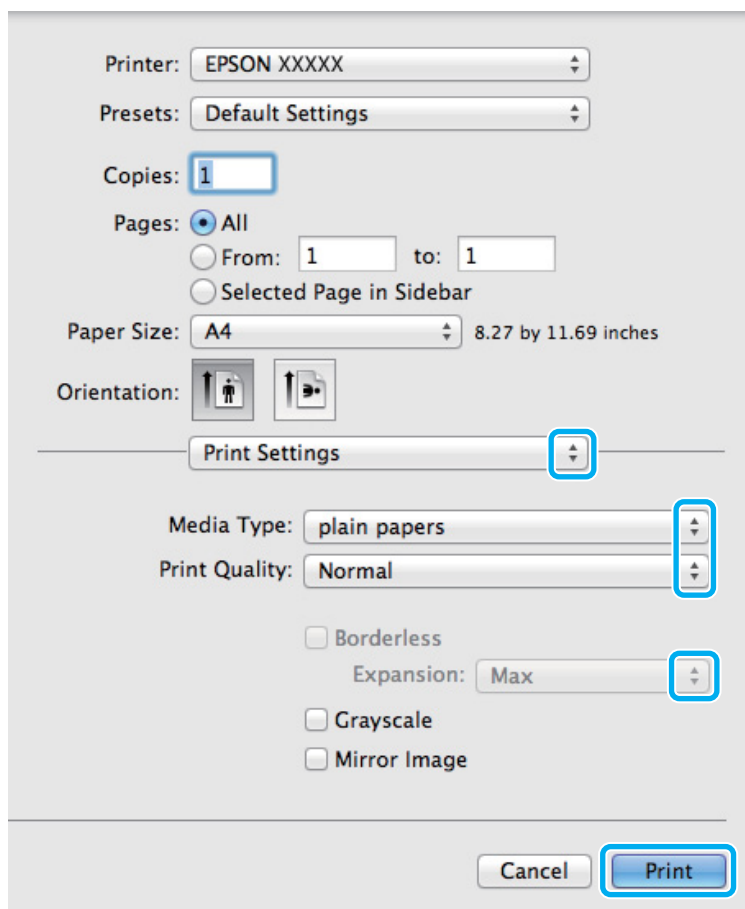 Printer: EPSON XXXXX
Presets: Default Settings
Copies: 1
Pages: All
From: 1 to: 1
Selected Page in Sidebar
Paper Size: A4 8.27 by 11.69 inches
Orientation:
Print Settings
Media Type: plain papers
Print Quality: Normal
Borderless
Expansion: Max
Grayscale
Mirror Image
Cancel Print